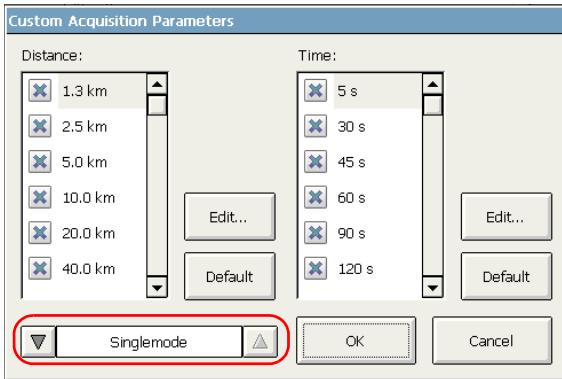 Custom Acquisition Parameters
Distance:
1.3 km
2.5 km
5.0 km
10.0 km
20.0 km
40.0 km
Edit...
Default
Time:
5 s
30 s
45 s
60 s
90 s
120 s
Edit...
Default
Singlemode
OK
Cancel